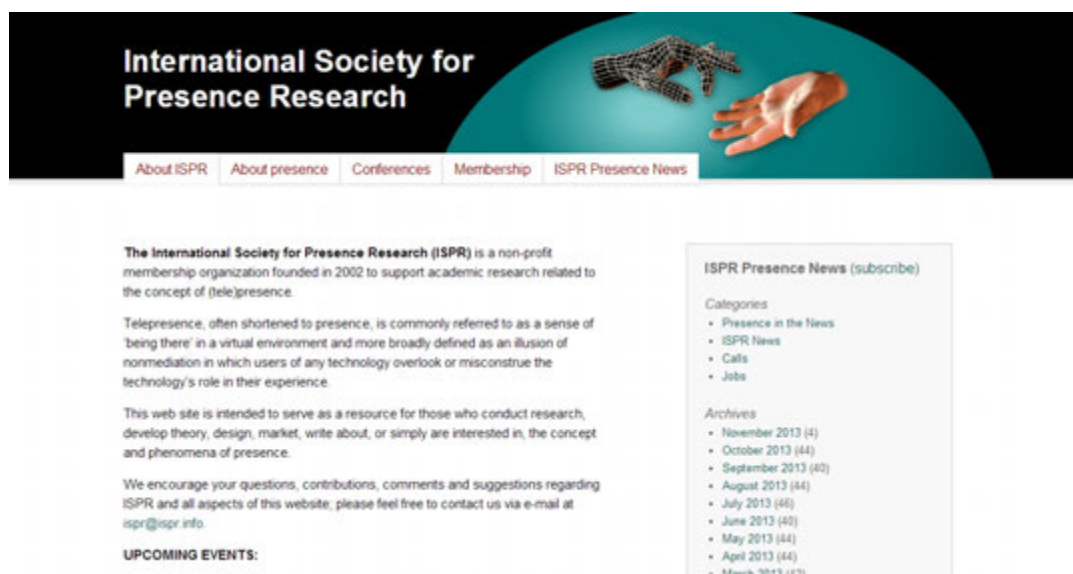 International Society for
Presence Research
About ISPR
About presence
Conferences
Membership
ISPR Presence News
The International Society for Presence Research (ISPR) is a non-profit
membership organization founded in 2002 to support academic research related to
the concept of (tele)presence.
Telepresence, often shortened to presence, is commonly referred to as a sense of
'being there' in a virtual environment and more broadly defined as an illusion of
nonmediation in which users of any technology overlook or misconstrue the
technology's role in their experience.
This web site is intended to serve as a resource for those who conduct research,
develop theory, design, market, write about, or simply are interested in, the concept
and phenomena of presence.
We encourage your questions, contributions, comments and suggestions regarding
ISPR and all aspects of this website; please feel free to contact us via e-mail at
ispr@ispr.info.
UPCOMING EVENTS:
ISPR Presence News (subscribe)
Categories
• Presence in the News
• ISPR News
• Calls
• Jobs
Archives
• November 2013 (4)
• October 2013 (44)
• September 2013 (40)
• August 2013 (44)
• July 2013 (46)
• June 2013 (40)
• May 2013 (44)
• April 2013 (44)
• March 2013